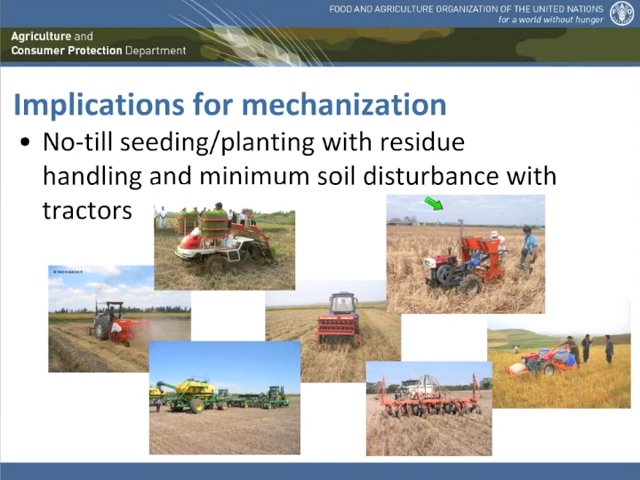 FOOD AND AGRICULTURE ORGANIZATION OF THE UNITED NATIONS
for a world without hunger
Agriculture and
Consumer Protection Department
Implications for mechanization
• No-till seeding/planting with residue
handling and minimum soil disturbance with
tractors